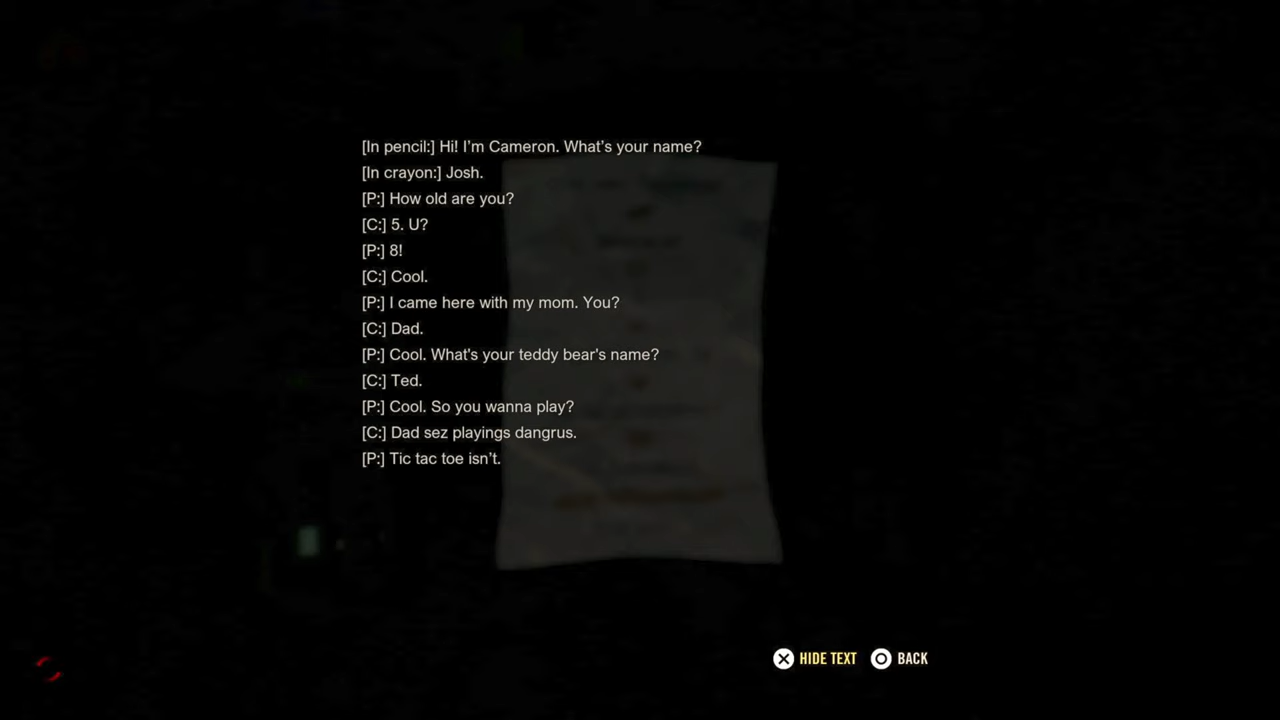 [In pencil:] Hi! I'm Cameron. What's your name?
[In crayon:] Josh.
[P:] How old are you?
[C:] 5. U?
[P:] 8!
[C:] Cool.
[P:] I came here with my mom. You?
[C:] Dad.
[P:] Cool. What's your teddy bear's name?
[C:] Ted.
[P:] Cool. So you wanna play?
[C:] Dad sez playings dangrus.
[P:] Tic tac toe isn't.
HIDE TEXT BACK